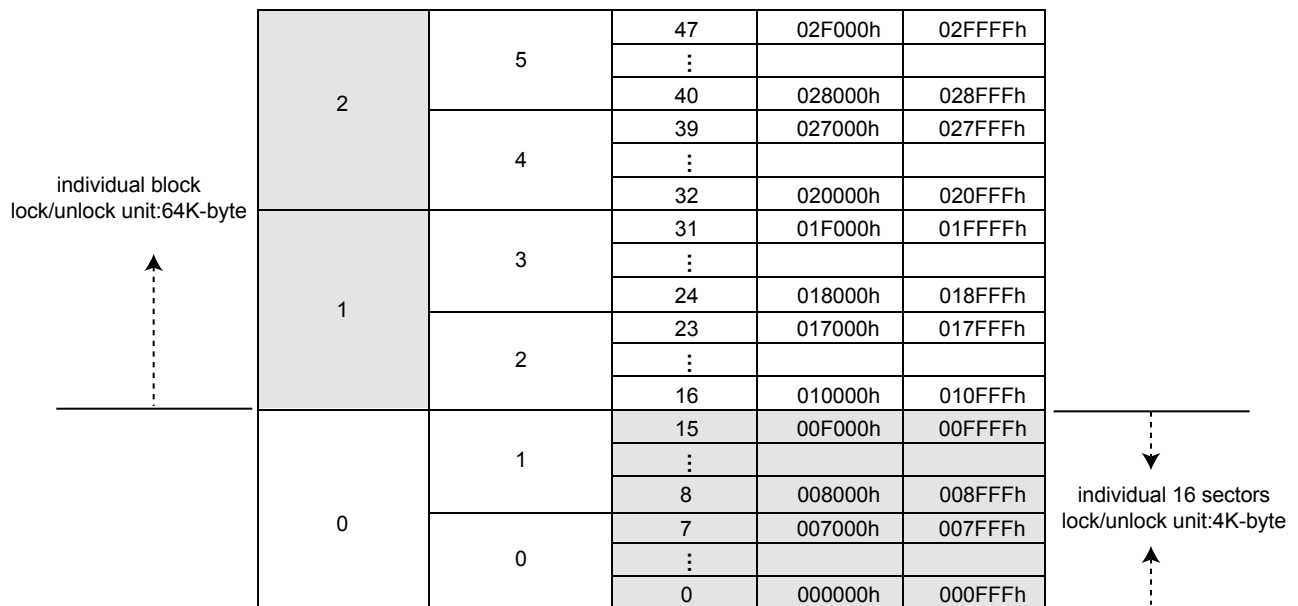 47 02F000h 02FFFFh
5
⋮
2
40 028000h 028FFFh
39 027000h 027FFFh
4
⋮
individual block
lock/unlock unit:64K-byte
32 020000h 020FFFh
31 01F000h 01FFFFh
3
⋮
24 018000h 018FFFh
1
23 017000h 017FFFh
2
⋮
16 010000h 010FFFh
15 00F000h 00FFFFh
1
⋮
8 008000h 008FFFh
individual 16 sectors
lock/unlock unit:4K-byte
0
7 007000h 007FFFh
0
⋮
0 000000h 000FFFh